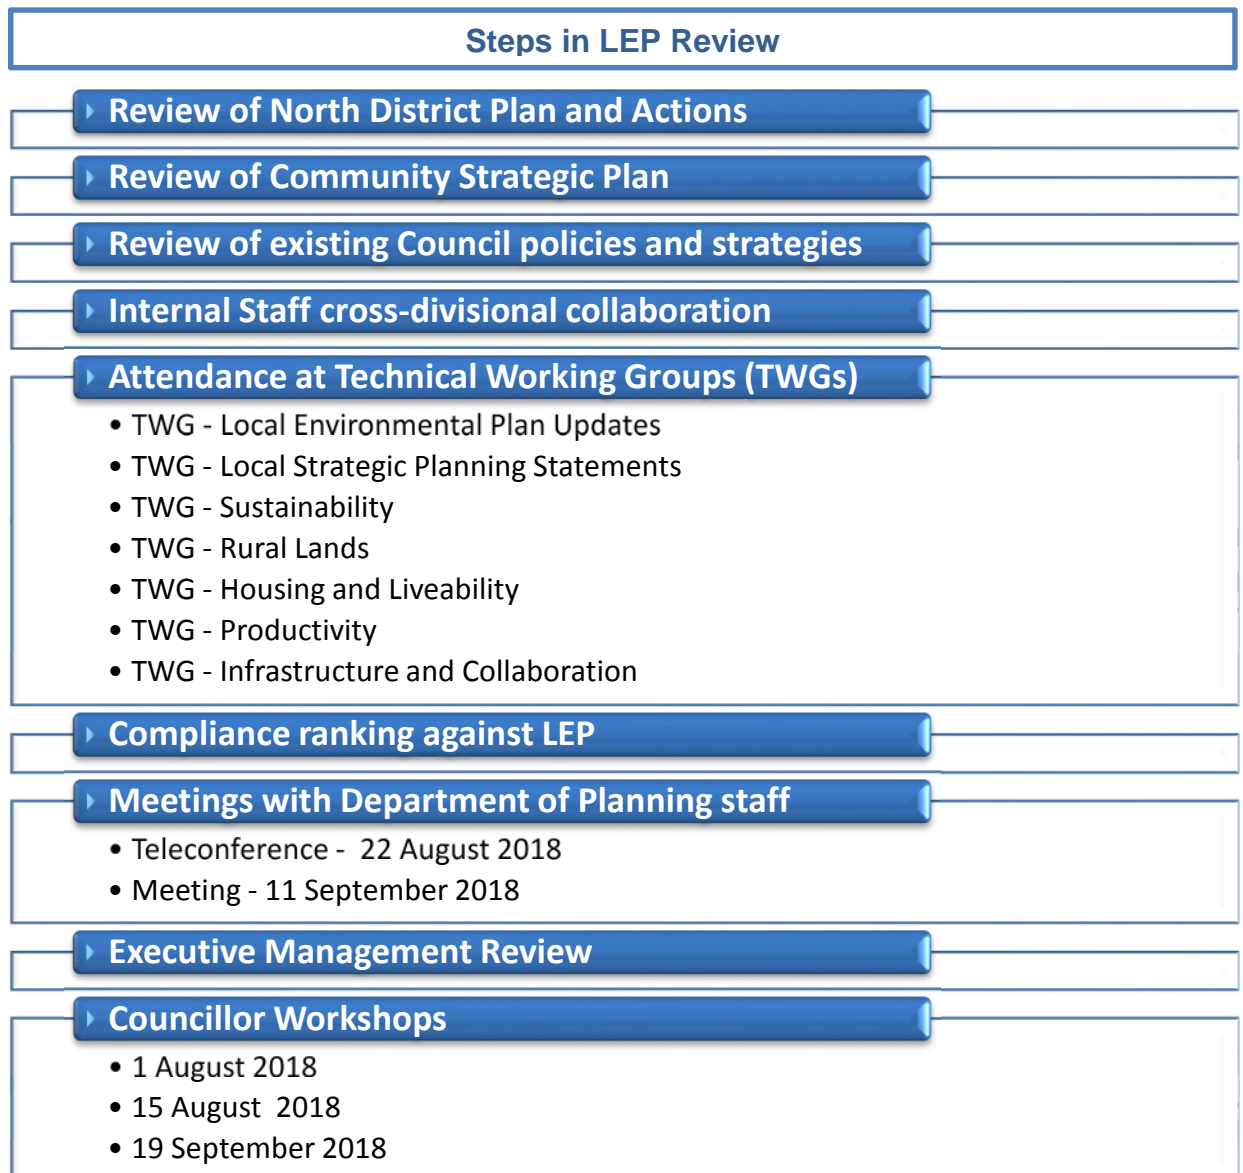 Steps in LEP Review
Review of North District Plan and Actions
Review of Community Strategic Plan
Review of existing Council policies and strategies
Internal Staff cross-divisional collaboration
Attendance at Technical Working Groups (TWGs)
• TWG - Local Environmental Plan Updates
• TWG - Local Strategic Planning Statements
• TWG - Sustainability
• TWG - Rural Lands
• TWG - Housing and Liveability
• TWG - Productivity
• TWG - Infrastructure and Collaboration
Compliance ranking against LEP
Meetings with Department of Planning staff
• Teleconference - 22 August 2018
• Meeting - 11 September 2018
Executive Management Review
Councillor Workshops
• 1 August 2018
• 15 August 2018
• 19 September 2018